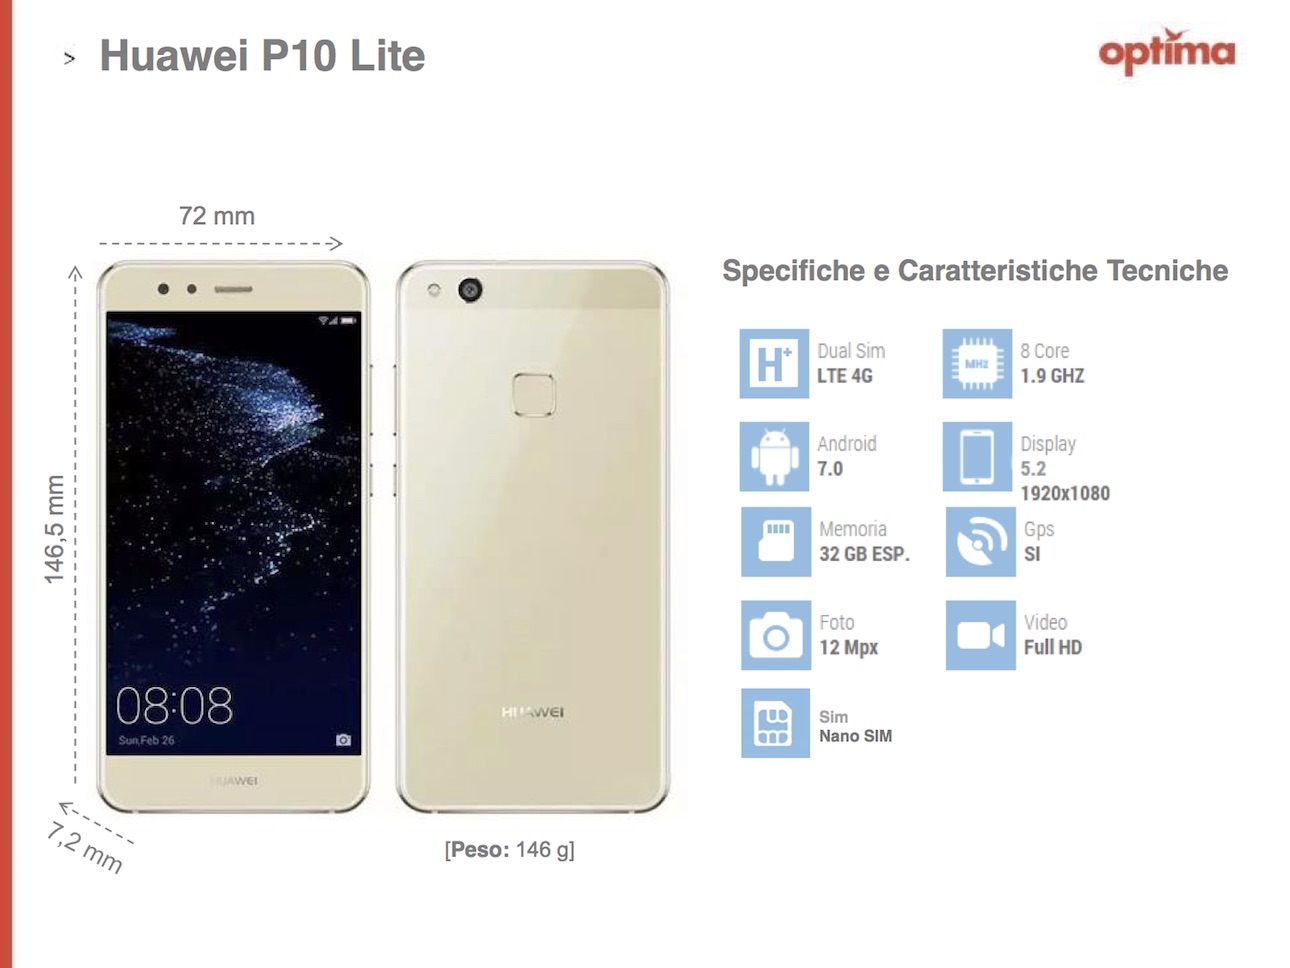 > Huawei P10 Lite
optima
72 mm
146,5 mm
7,2 mm
08:08
Sun,Feb 26
HUAWEI
HUAWEI
[Peso: 146 g]
Specifiche e Caratteristiche Tecniche
H+
Dual Sim
LTE 4G
MHz
8 Core
1.9 GHZ
Android
7.0
Display
5.2
1920x1080
Memoria
32 GB ESP.
Gps
SI
Foto
12 Mpx
Video
Full HD
Sim
Nano SIM